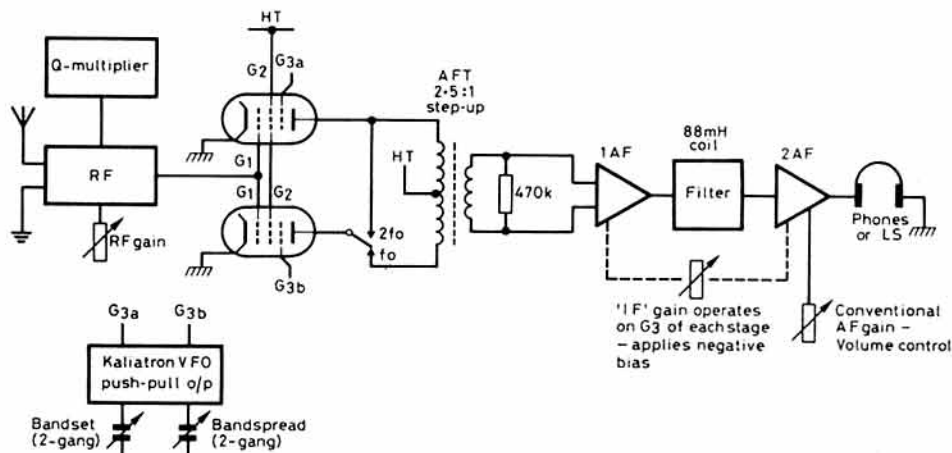 HT
Q-multiplier
G3a
G2
AFT
2·5:1
step-up
88mH
coil
1AF
2AF
G1
HT
RF
470k
Filter
G1
G2
2fo
fo
Phones
or LS
RF gain
G3b
G3a
G3b
'IF' gain operates
on G3 of each stage
– applies negative
bias
Conventional
AF gain –
Volume control
Kaliatron VFO
push-pull o/p
Bandset
(2-gang)
Bandspread
(2-gang)